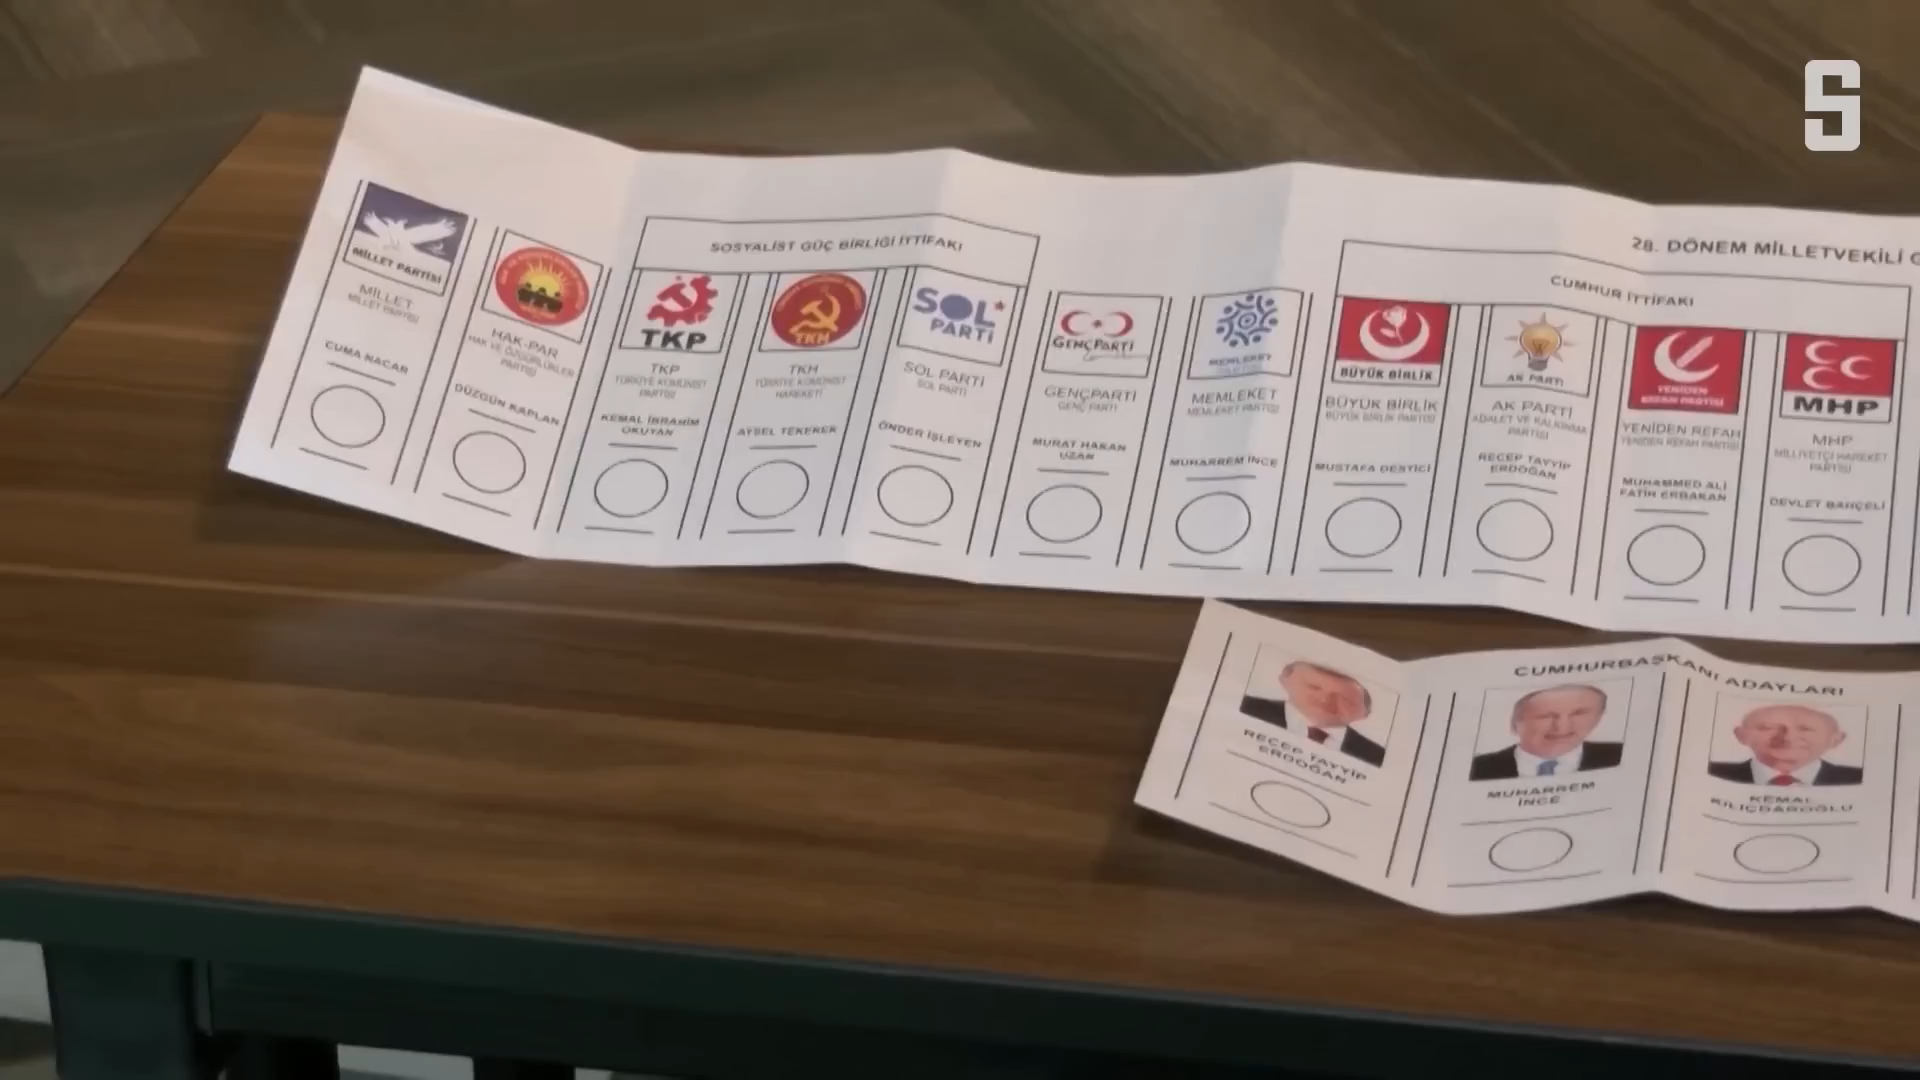 S
28. DÖNEM MİLLETVEKİLİ G
SOSYALİST GÜÇ BİRLİĞİ İTTİFAKI
CUMHUR İTTİFAKI
MİLLET PARTİSİ
MİLLET
MİLLET PARTİSİ
CUMA NACAR
HAK-PAR
HAK VE ÖZGÜRLÜKLER
PARTİSİ
DÜZGÜN KAPLAN
TKP
TKP
TÜRKİYE KOMÜNİST
PARTİSİ
KEMAL İBRAHİM
OKUYAN
TKH
TKH
TÜRKİYE KOMÜNİST
HAREKETİ
AYSEL TEKEREK
SOL
PARTİ
SOL PARTİ
SOL PARTİ
ÖNDER İŞLEYEN
GENÇPARTİ
GENÇPARTİ
GENÇ PARTİ
MURAT HAKAN
UZAN
MEMLEKET
MEMLEKET
MEMLEKET PARTİSİ
MUHARREM İNCE
BÜYÜK BİRLİK
BÜYÜK BİRLİK
BÜYÜK BİRLİK PARTİSİ
MUSTAFA DESTİCİ
AK PARTİ
AK PARTİ
ADALET VE KALKINMA
PARTİSİ
RECEP TAYYİP
ERDOĞAN
YENİDEN
REFAH PARTİSİ
YENİDEN REFAH
YENİDEN REFAH PARTİSİ
MUHAMMED ALİ
FATİH ERBAKAN
MHP
MHP
MİLLİYETÇİ HAREKET
PARTİSİ
DEVLET BAHÇELİ
CUMHURBAŞKANI ADAYLARI
RECEP TAYYİP
ERDOĞAN
MUHARREM
İNCE
KEMAL
KILIÇDAROĞLU